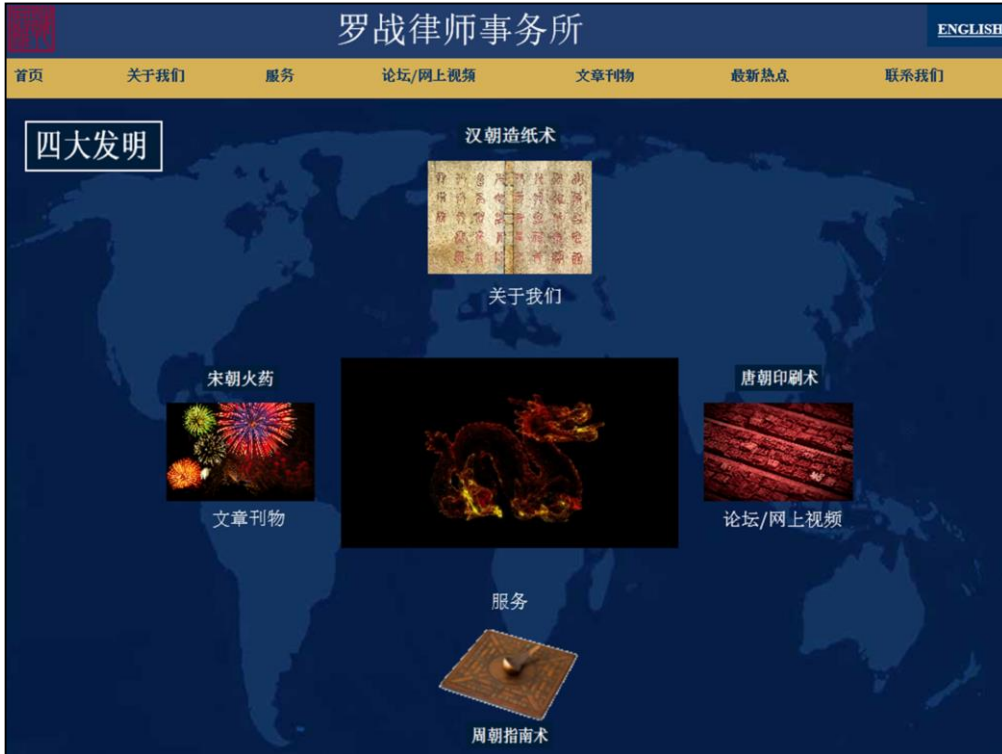 罗战律师事务所
ENGLISH
首页 关于我们 服务 论坛/网上视频 文章刊物 最新热点 联系我们
四大发明
汉朝造纸术
关于我们
宋朝火药
唐朝印刷术
文章刊物
论坛/网上视频
服务
周朝指南术